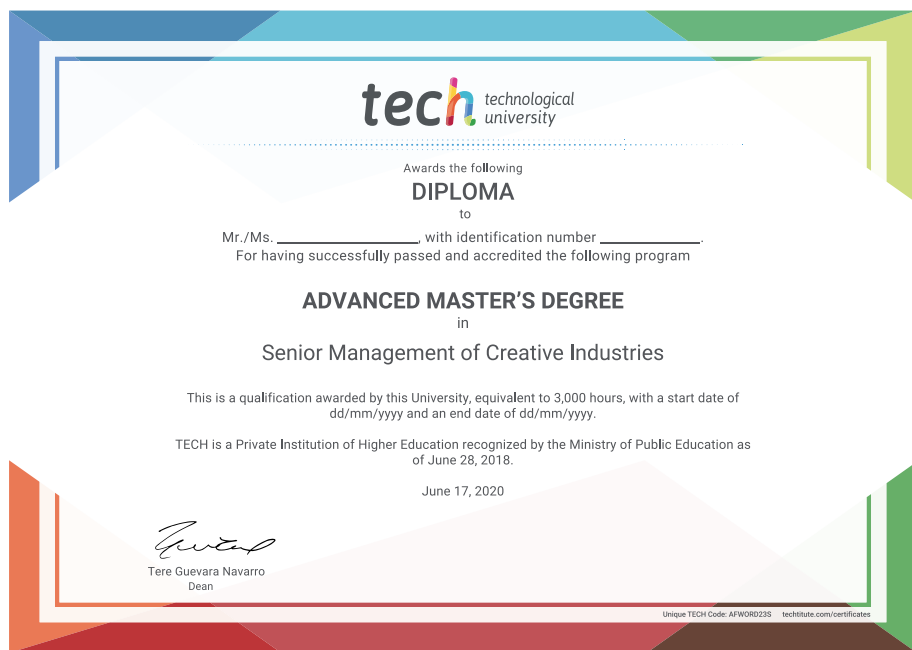 tech technological
university
Awards the following
DIPLOMA
to
Mr./Ms. ____________________, with identification number ______________.
For having successfully passed and accredited the following program
ADVANCED MASTER’S DEGREE
in
Senior Management of Creative Industries
This is a qualification awarded by this University, equivalent to 3,000 hours, with a start date of
dd/mm/yyyy and an end date of dd/mm/yyyy.
TECH is a Private Institution of Higher Education recognized by the Ministry of Public Education as
of June 28, 2018.
June 17, 2020
Tere Guevara Navarro
Dean
Unique TECH Code: AFWORD23S techtitute.com/certificates